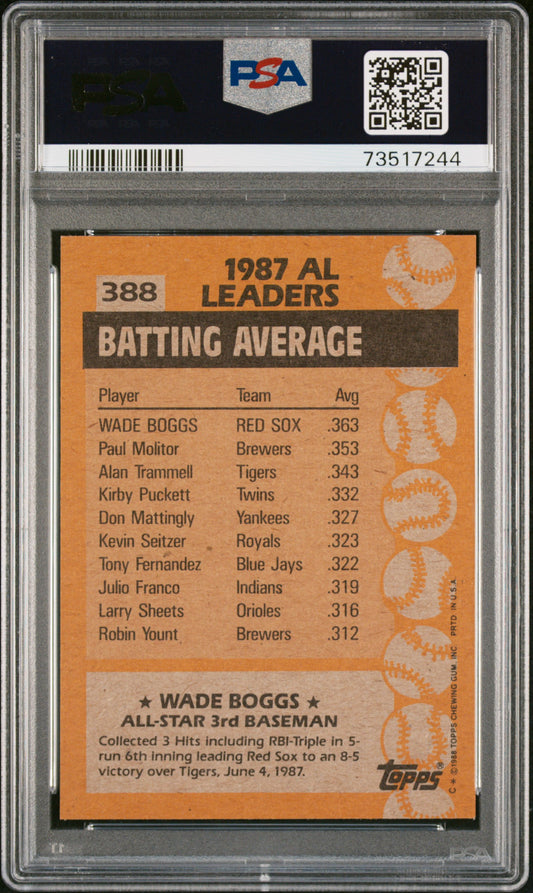 PSA
PSA
73517244
388
1987 AL
LEADERS
BATTING AVERAGE
Player Team Avg
WADE BOGGS RED SOX .363
Paul Molitor Brewers .353
Alan Trammell Tigers .343
Kirby Puckett Twins .332
Don Mattingly Yankees .327
Kevin Seitzer Royals .323
Tony Fernandez Blue Jays .322
Julio Franco Indians .319
Larry Sheets Orioles .316
Robin Yount Brewers .312
★ WADE BOGGS ★
ALL-STAR 3rd BASEMAN
Collected 3 Hits including RBI-Triple in 5-
run 6th inning leading Red Sox to an 8-5
victory over Tigers, June 4, 1987.
topps®
C * ©1988 TOPPS CHEWING GUM, INC. PRTD. IN U.S.A.
PSA